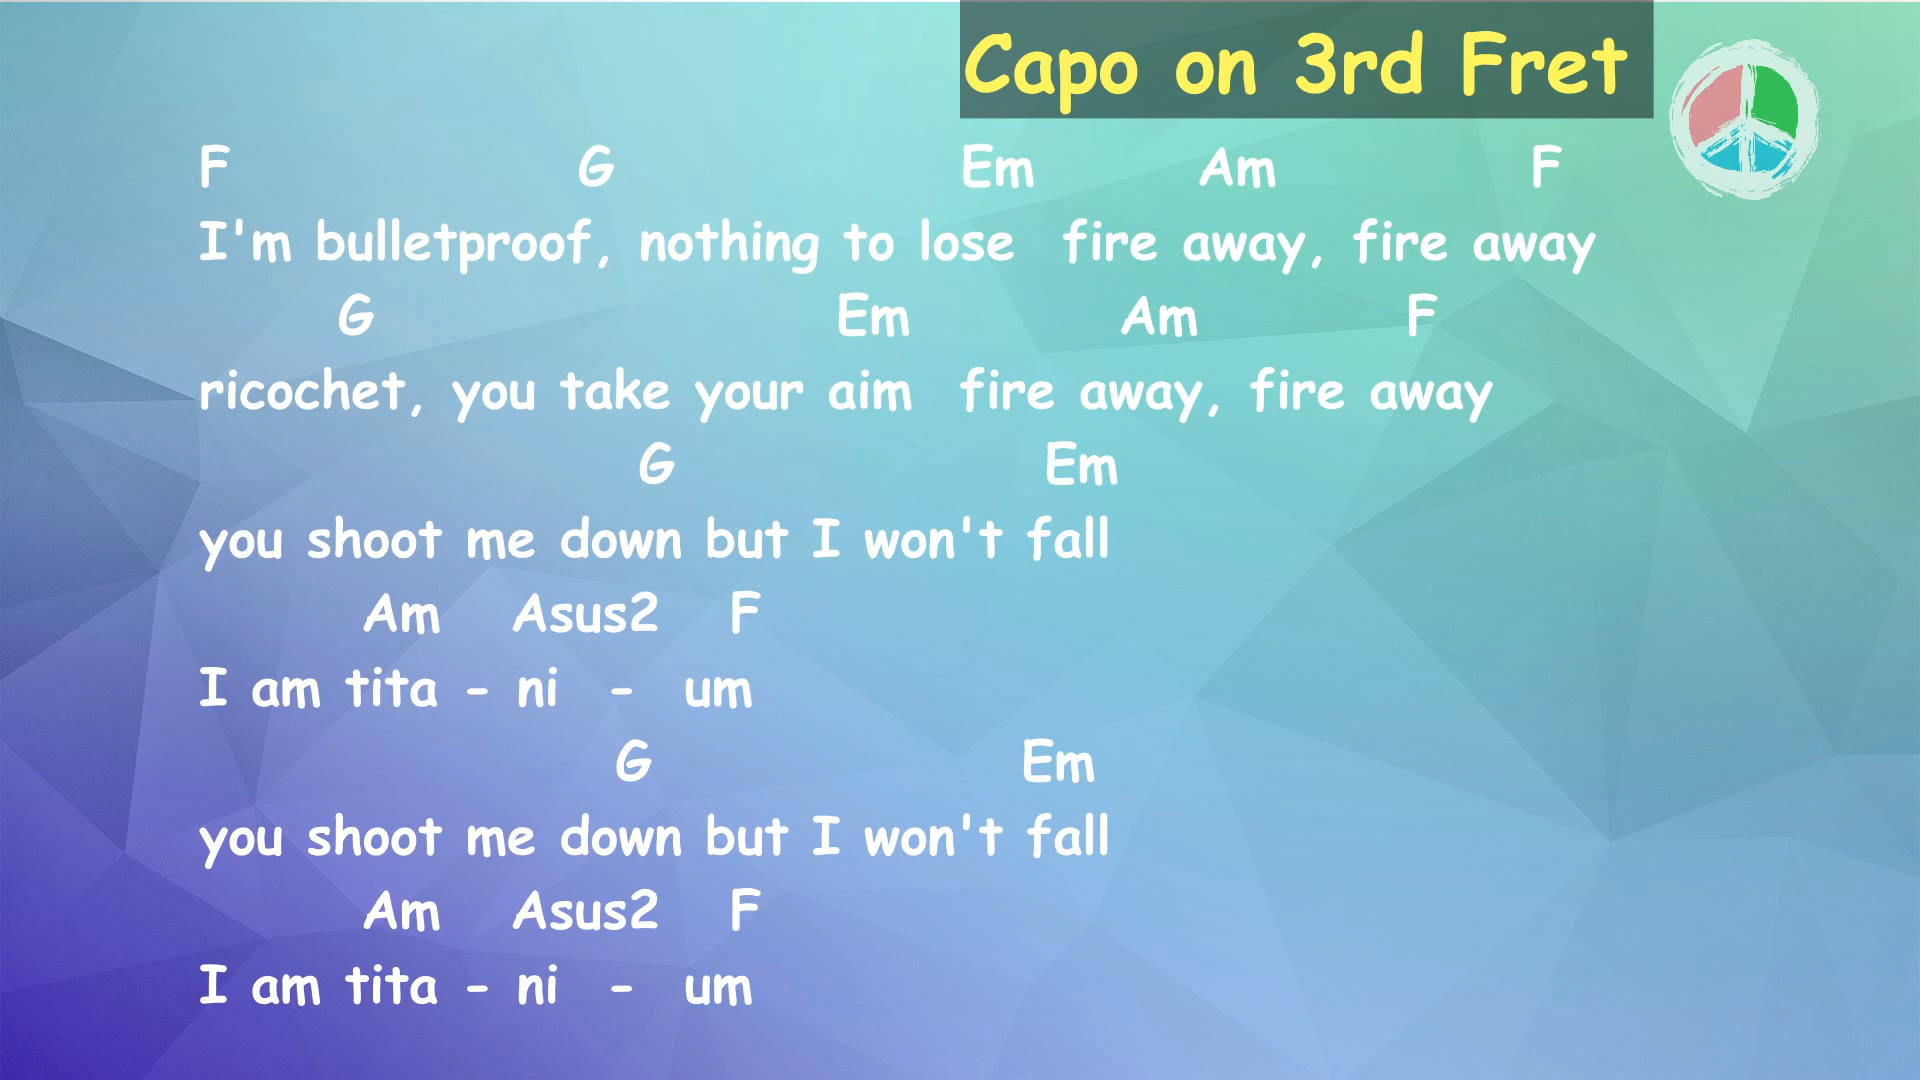 Capo on 3rd Fret
F G Em Am F
I'm bulletproof, nothing to lose fire away, fire away
G Em Am F
ricochet, you take your aim fire away, fire away
G Em
you shoot me down but I won't fall
Am Asus2 F
I am tita - ni - um
G Em
you shoot me down but I won't fall
Am Asus2 F
I am tita - ni - um